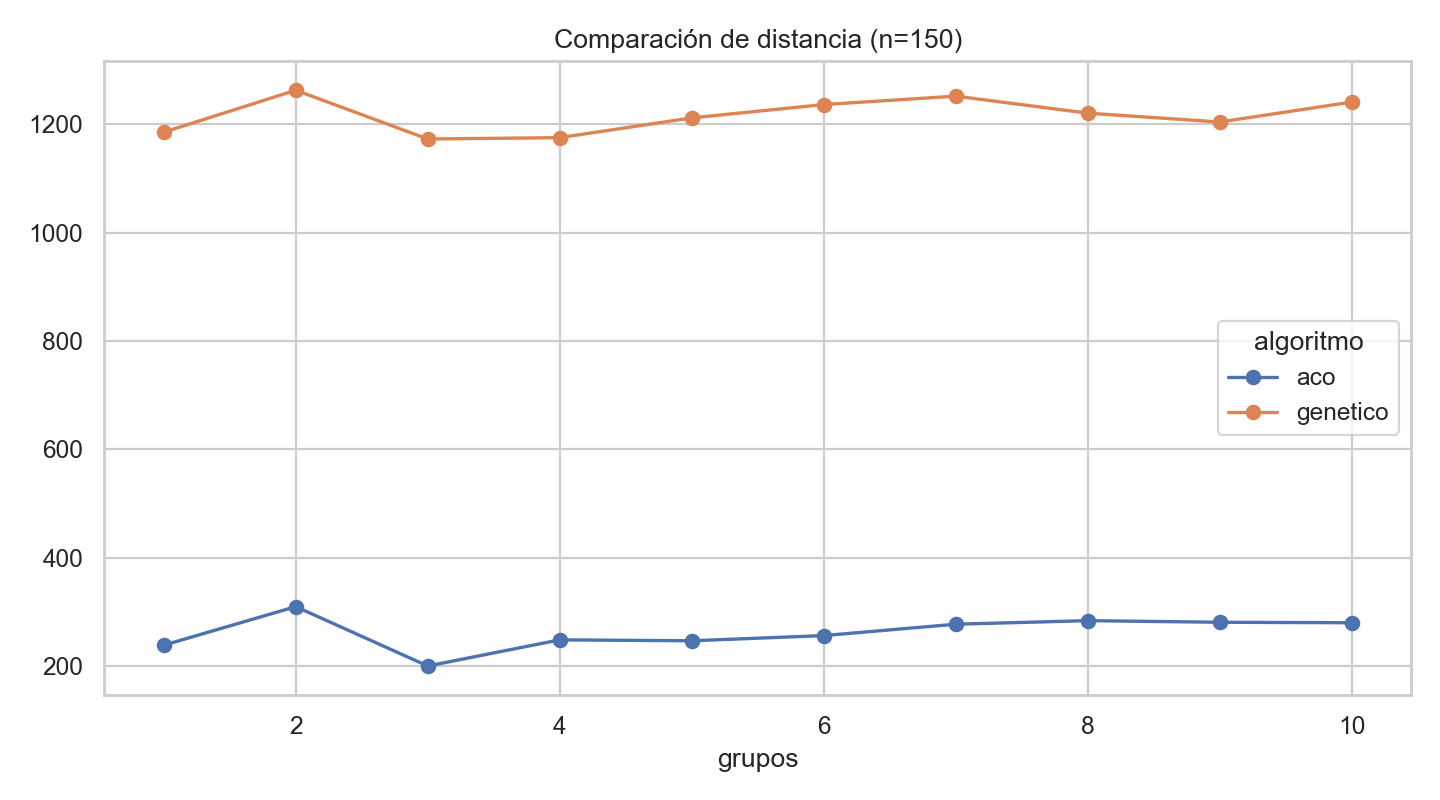 Comparación de distancia (n=150)
1200
1000
800
600
400
200
algoritmo
aco
genetico
2 4 6 8 10
grupos